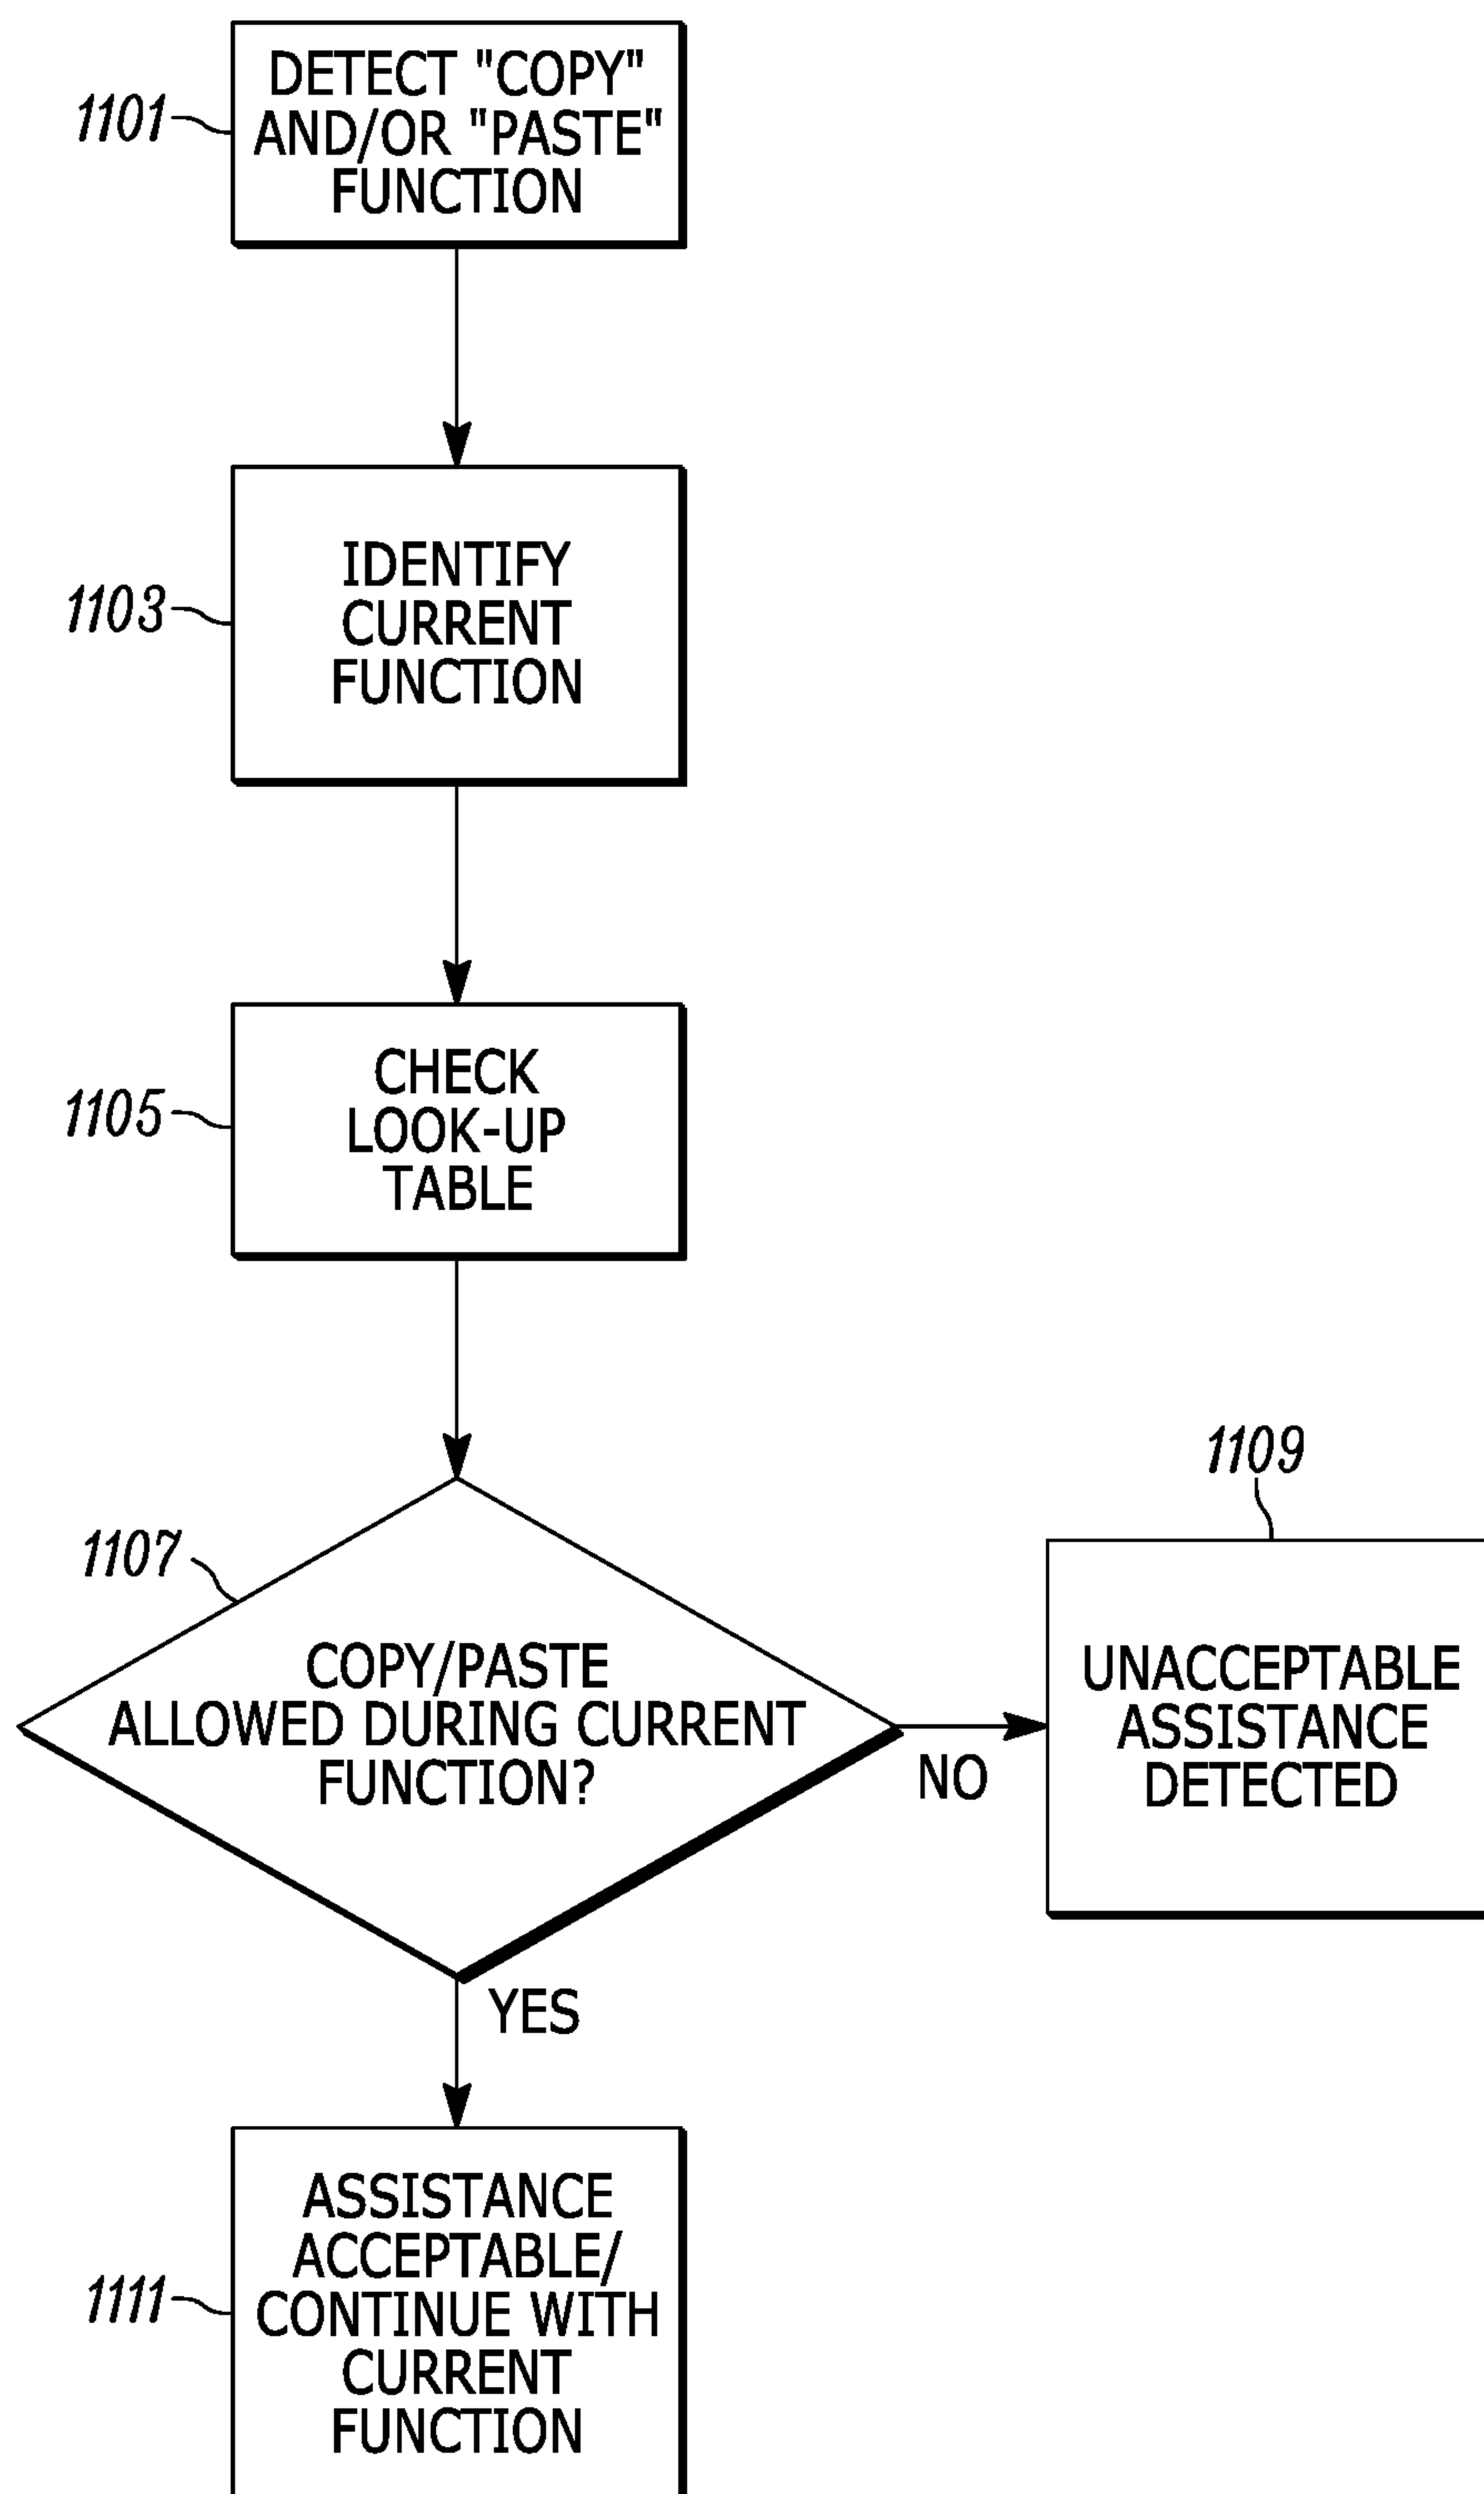 DETECT "COPY"
AND/OR "PASTE"
FUNCTION
1101
IDENTIFY
CURRENT
FUNCTION
1103
CHECK
LOOK-UP
TABLE
1105
1107
COPY/PASTE
ALLOWED DURING CURRENT
FUNCTION?
NO
1109
UNACCEPTABLE
ASSISTANCE
DETECTED
YES
ASSISTANCE
ACCEPTABLE/
CONTINUE WITH
CURRENT
FUNCTION
1111